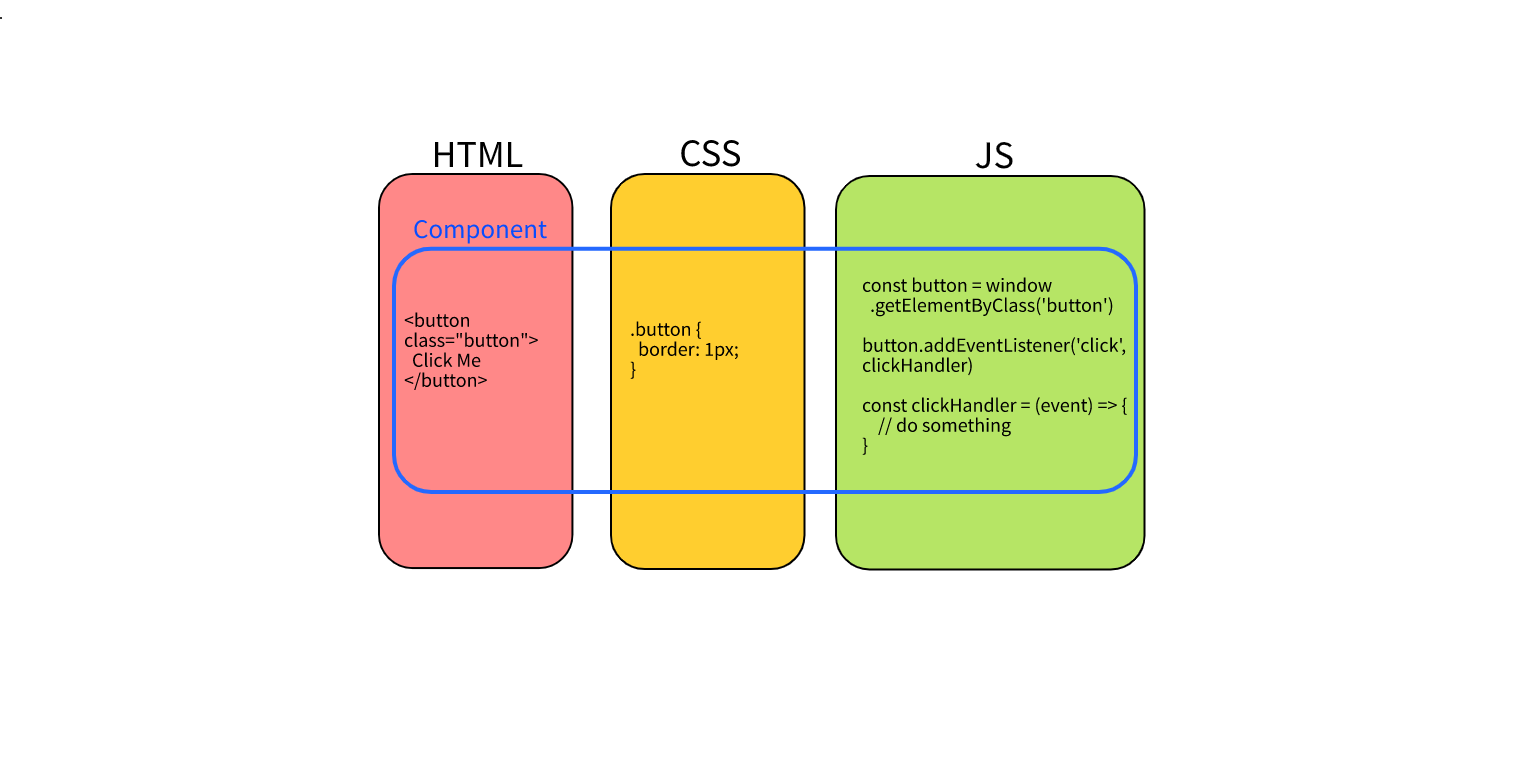 HTML
CSS
JS
Component
<button
class="button">
  Click Me
</button>
.button {
  border: 1px;
}
const button = window
  .getElementByClass('button')
button.addEventListener('click',
clickHandler)
const clickHandler = (event) => {
    // do something
}